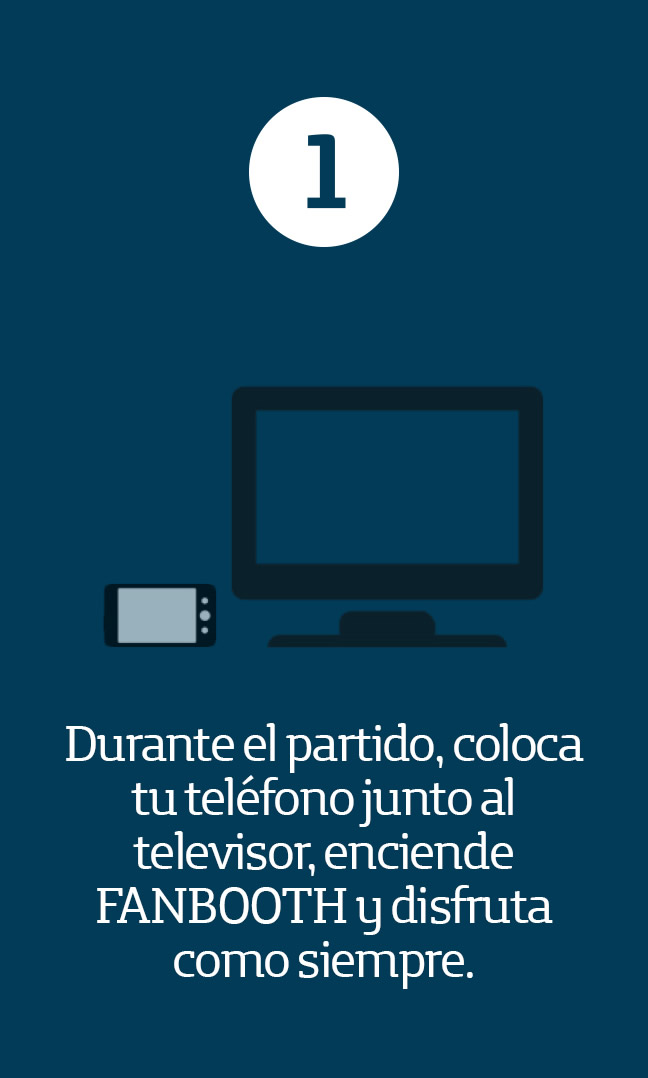 1
Durante el partido, coloca
tu teléfono junto al
televisor, enciende
FANBOOTH y disfruta
como siempre.